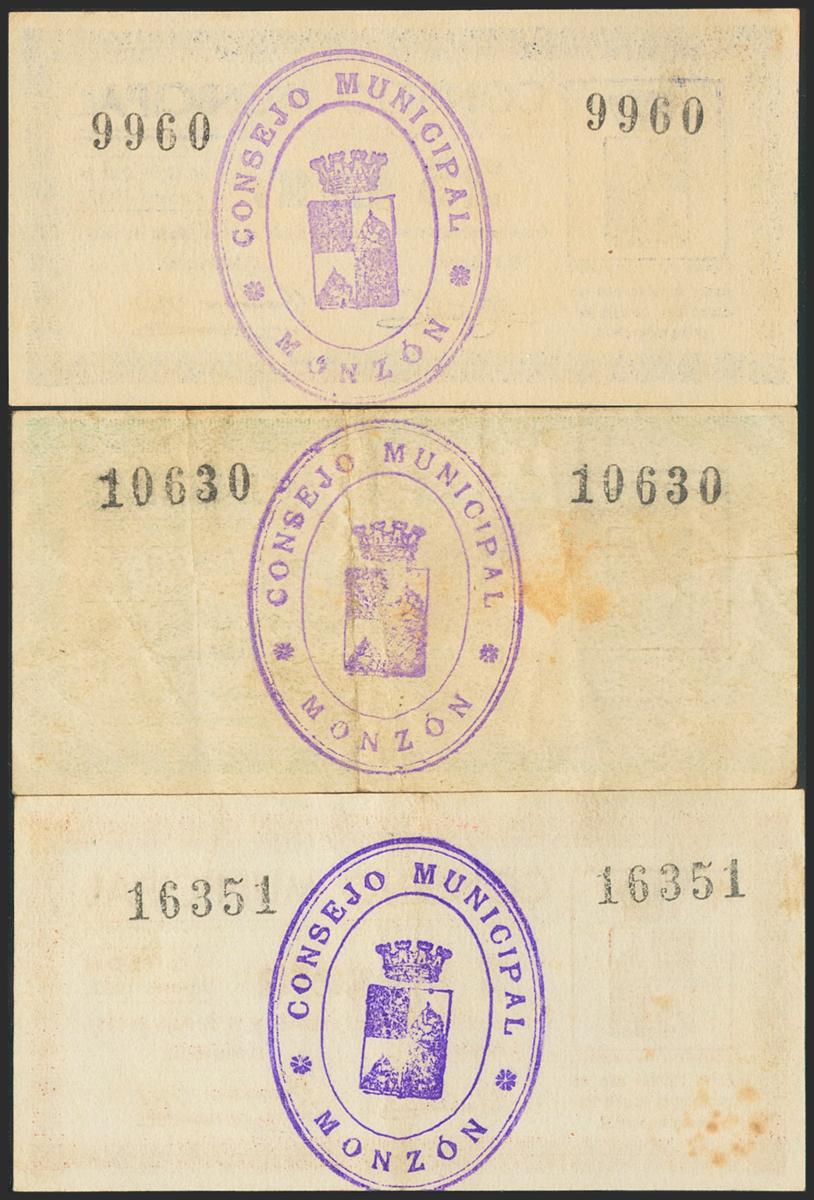 9960 9960
CONSEJO MUNICIPAL
MONZÓN
10630 10630
CONSEJO MUNICIPAL
MONZÓN
16351 16351
CONSEJO MUNICIPAL
MONZÓN